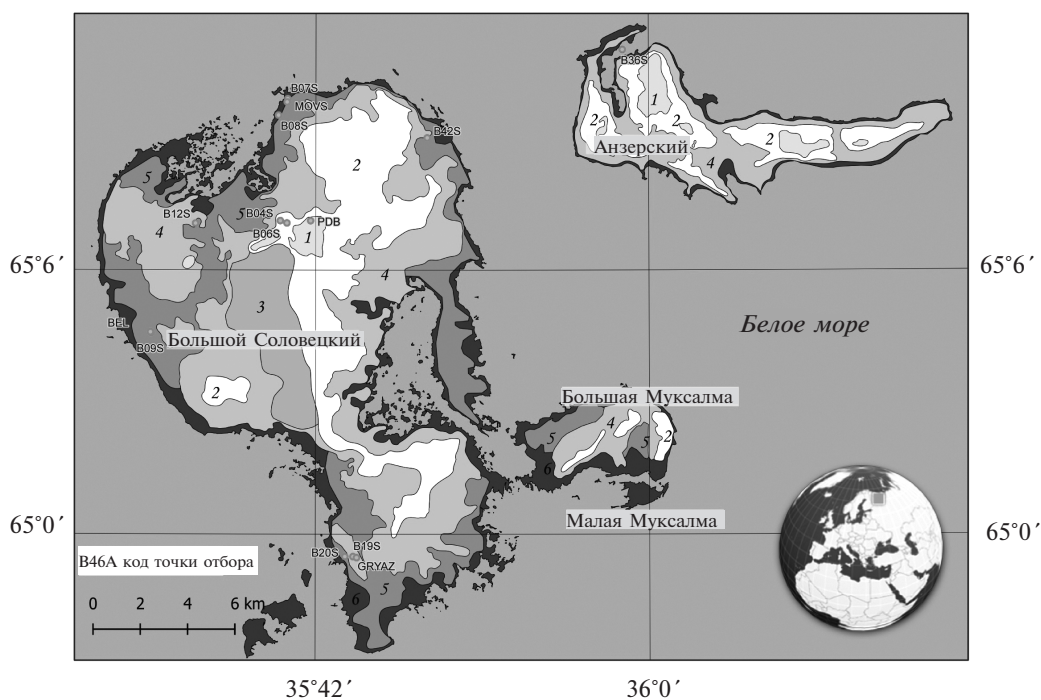 B07S
MOVS
B08S
B42S
B36S
1
2
2
2
2
Анзерский
4
5
B12S
4
5
B04S
B06S
PDB
1
65°6′
65°6′
4
3
BEL
B09S
Большой Соловецкий
Белое море
2
Большая Муксалма
4
5
5
2
6
Малая Муксалма
65°0′
65°0′
B20S
B19S
GRYAZ
B46A код точки отбора
5
6
0 2 4 6 km
35°42′
36°0′